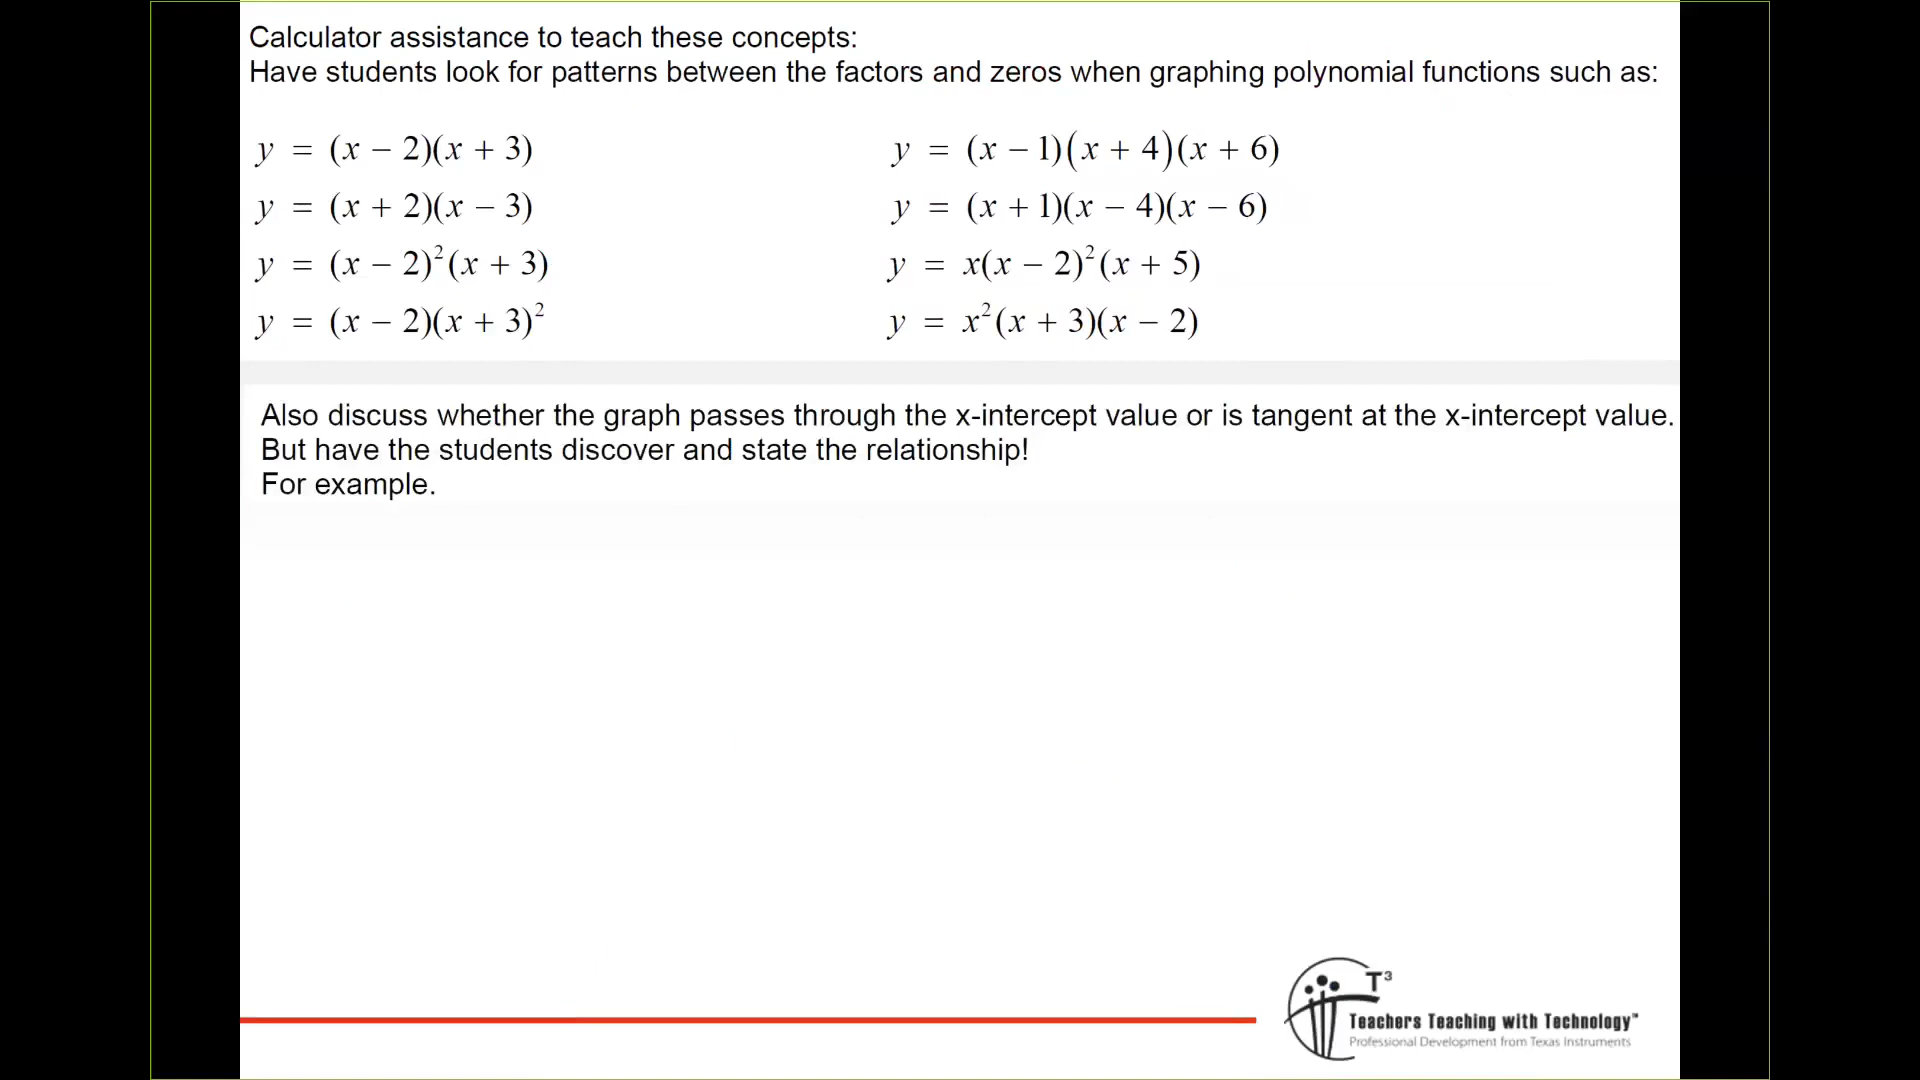 Calculator assistance to teach these concepts:
Have students look for patterns between the factors and zeros when graphing polynomial functions such as:
y = (x − 2)(x + 3)
y = (x + 2)(x − 3)
y = (x − 2)²(x + 3)
y = (x − 2)(x + 3)²
y = (x − 1)(x + 4)(x + 6)
y = (x + 1)(x − 4)(x − 6)
y = x(x − 2)²(x + 5)
y = x²(x + 3)(x − 2)
Also discuss whether the graph passes through the x-intercept value or is tangent at the x-intercept value.
But have the students discover and state the relationship!
For example.
T³
Teachers Teaching with Technology™
Professional Development from Texas Instruments